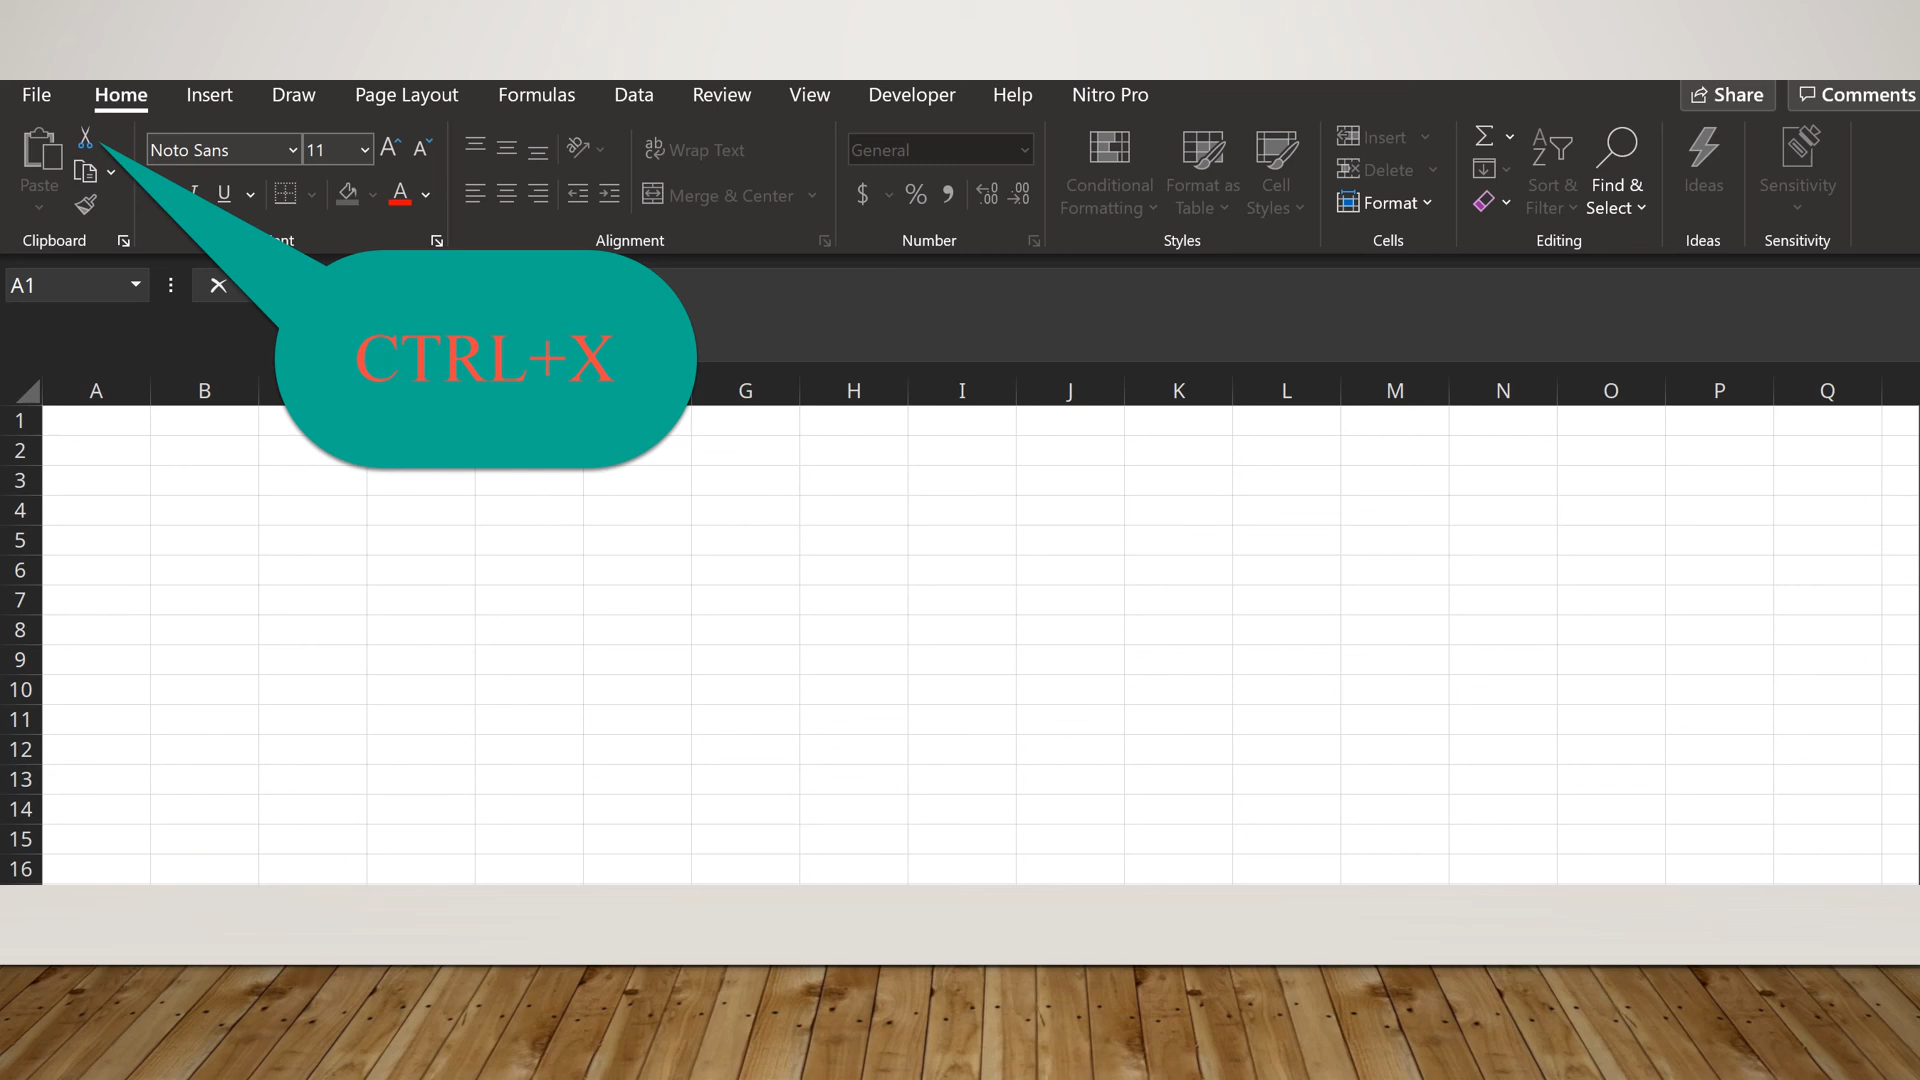 File Home Insert Draw Page Layout Formulas Data Review View Developer Help Nitro Pro Share Comments
Paste
Clipboard
Noto Sans 11
U A
Wrap Text
Merge & Center
Alignment
General
$ % 9 .00 .00
Number
Conditional Formatting
Format as Table
Cell Styles
Styles
Insert
Delete
Format
Cells
Σ
Sort & Filter
Find & Select
Editing
Ideas
Ideas
Sensitivity
Sensitivity
A1
CTRL+X
A B G H I J K L M N O P Q
1
2
3
4
5
6
7
8
9
10
11
12
13
14
15
16